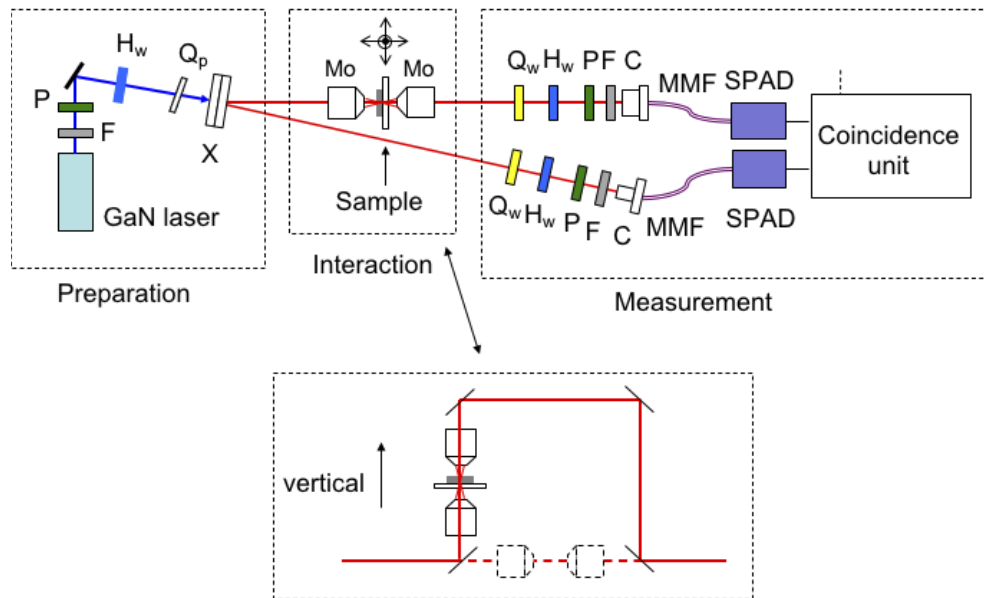 Hw
Qp
P
F
X
GaN laser
Preparation
Mo
Mo
Sample
Interaction
Qw Hw P F C
MMF
SPAD
Coincidence
unit
Qw Hw P F C
MMF
SPAD
Measurement
vertical